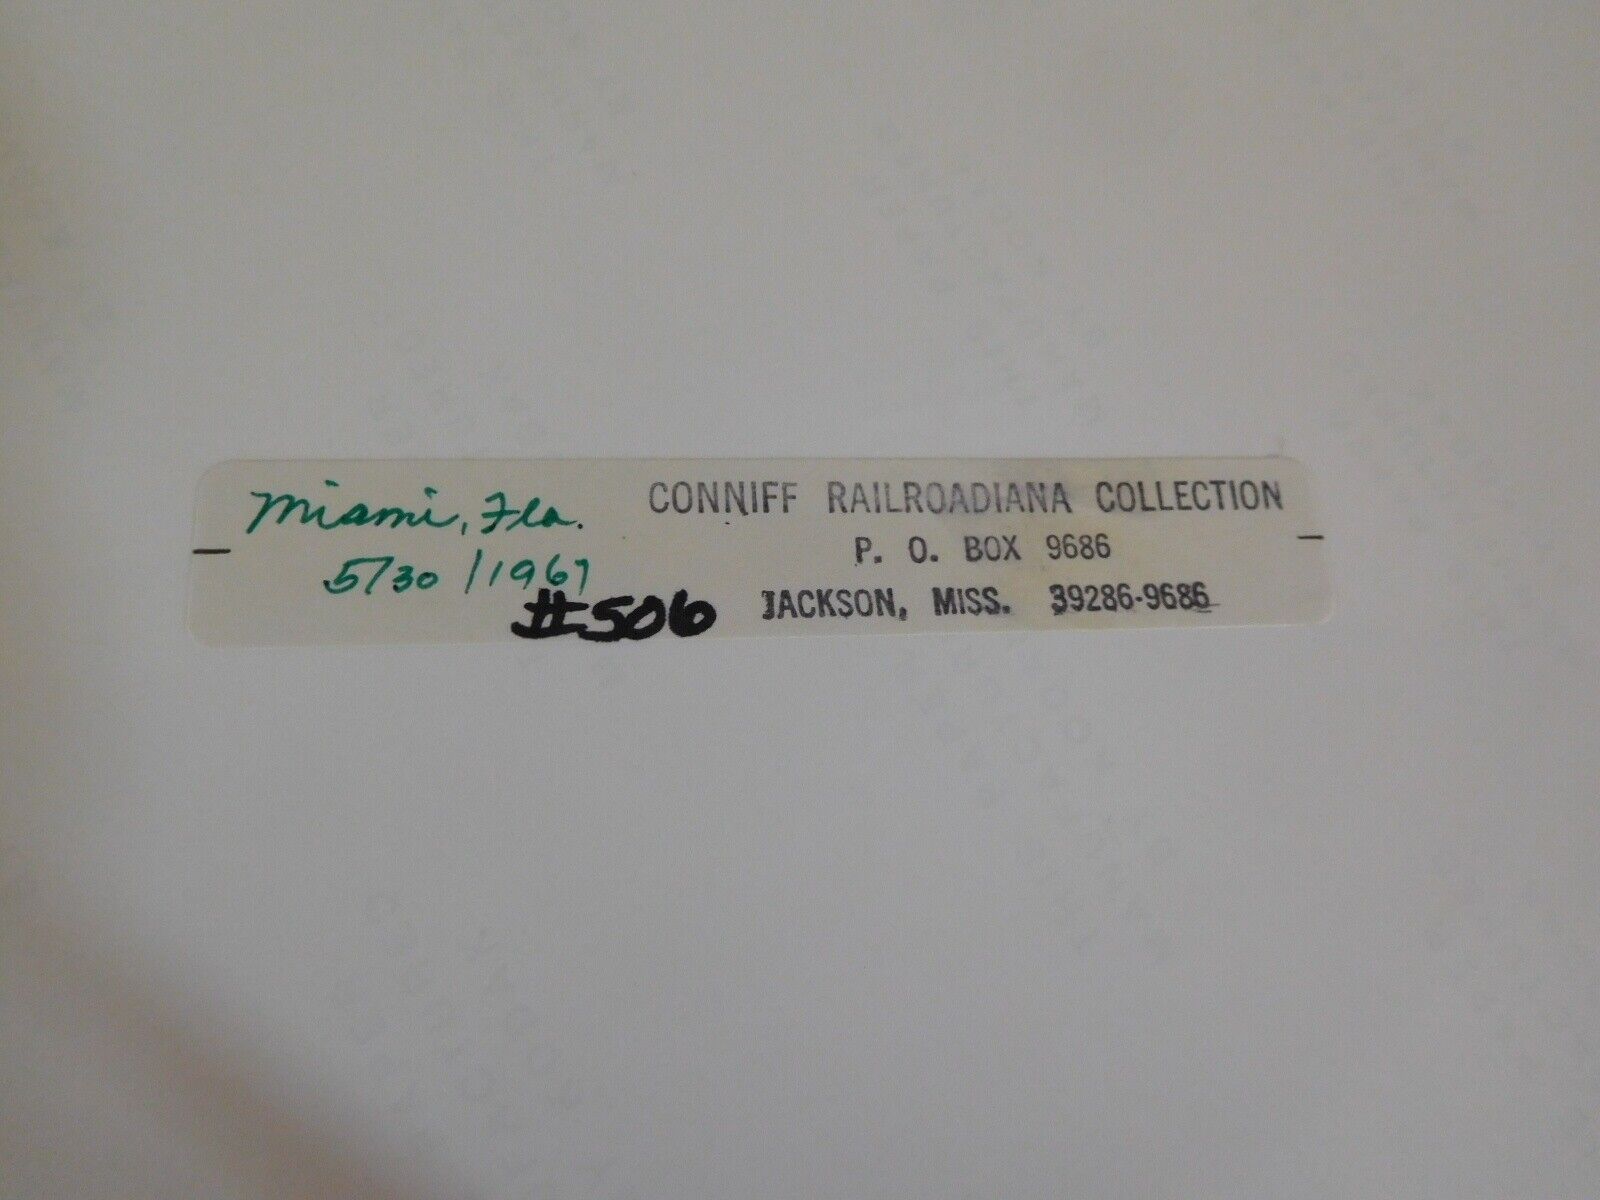 Miami, Fla.
5/30/1967
#506
CONNIFF RAILROADIANA COLLECTION
P. O. BOX 9686
JACKSON, MISS. 39286-9686